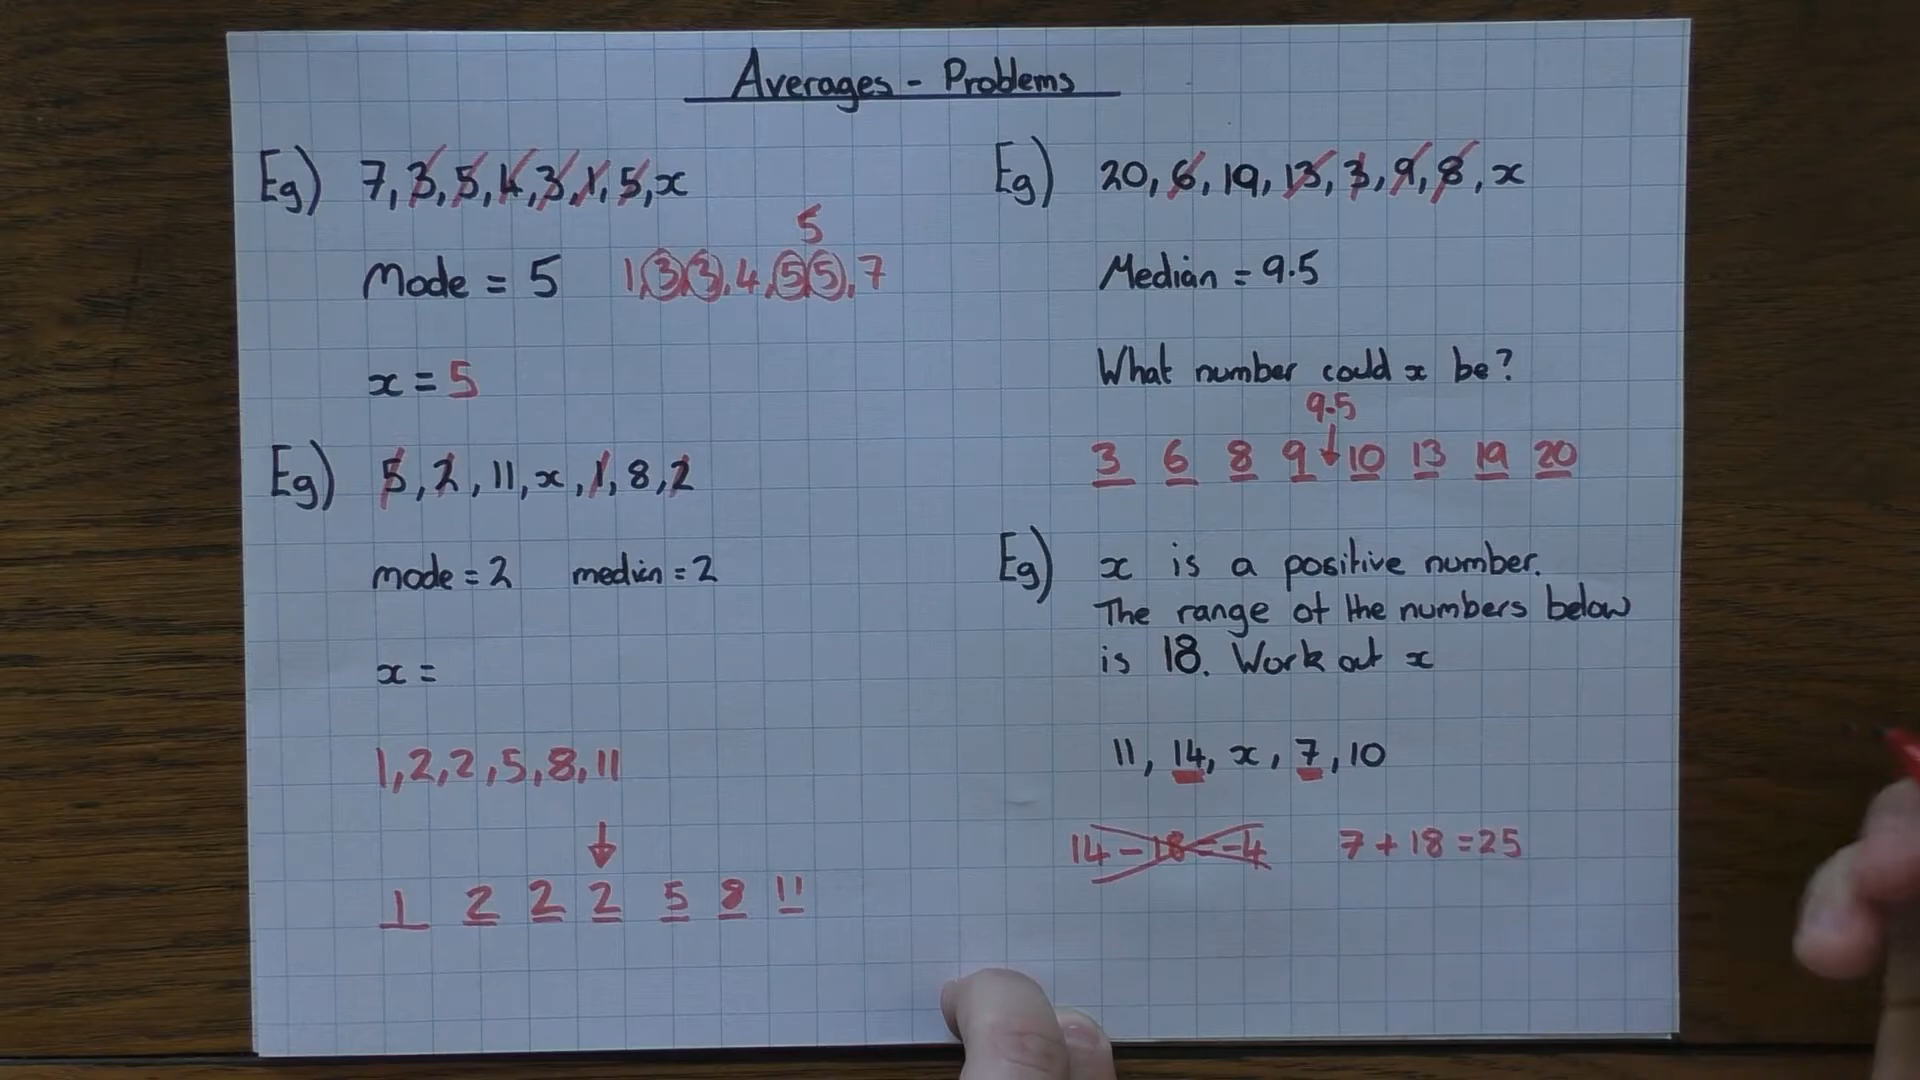 Averages - Problems
Eg) 7, 3, 5, 4, 3, 1, 5, x
5
Mode = 5 1, 3, 3, 4, 5, 5, 7
x = 5
Eg) 5, 2, 11, x, 1, 8, 2
mode = 2 median = 2
x =
1, 2, 2, 5, 8, 11
1 2 2 2 5 8 11
Eg) 20, 6, 19, 13, 3, 9, 8, x
Median = 9.5
What number could x be?
9.5
3 6 8 9 10 13 19 20
Eg) x is a positive number.
The range of the numbers below
is 18. Work out x
11, 14, x, 7, 10
14 - 18 = -4 7 + 18 = 25